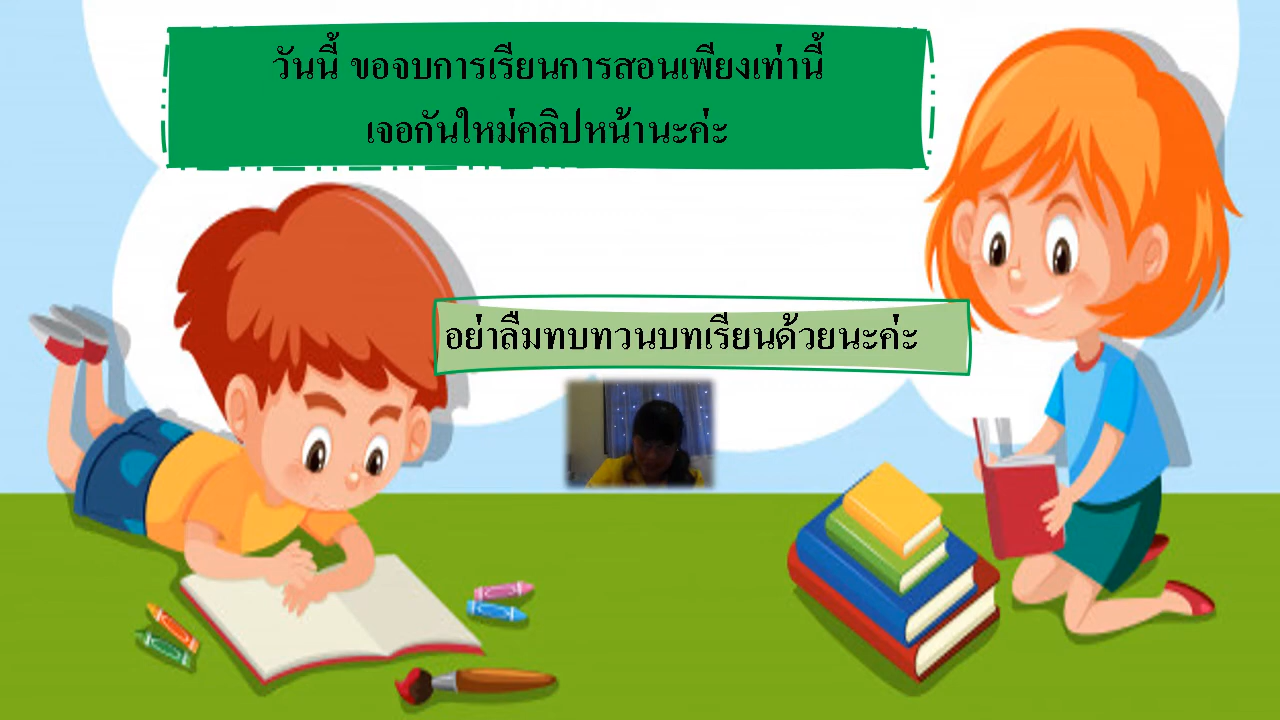 วันนี้ ขอจบการเรียนการสอนเพียงเท่านี้
เจอกันใหม่คลิปหน้านะค่ะ
อย่าลืมทบทวนบทเรียนด้วยนะค่ะ